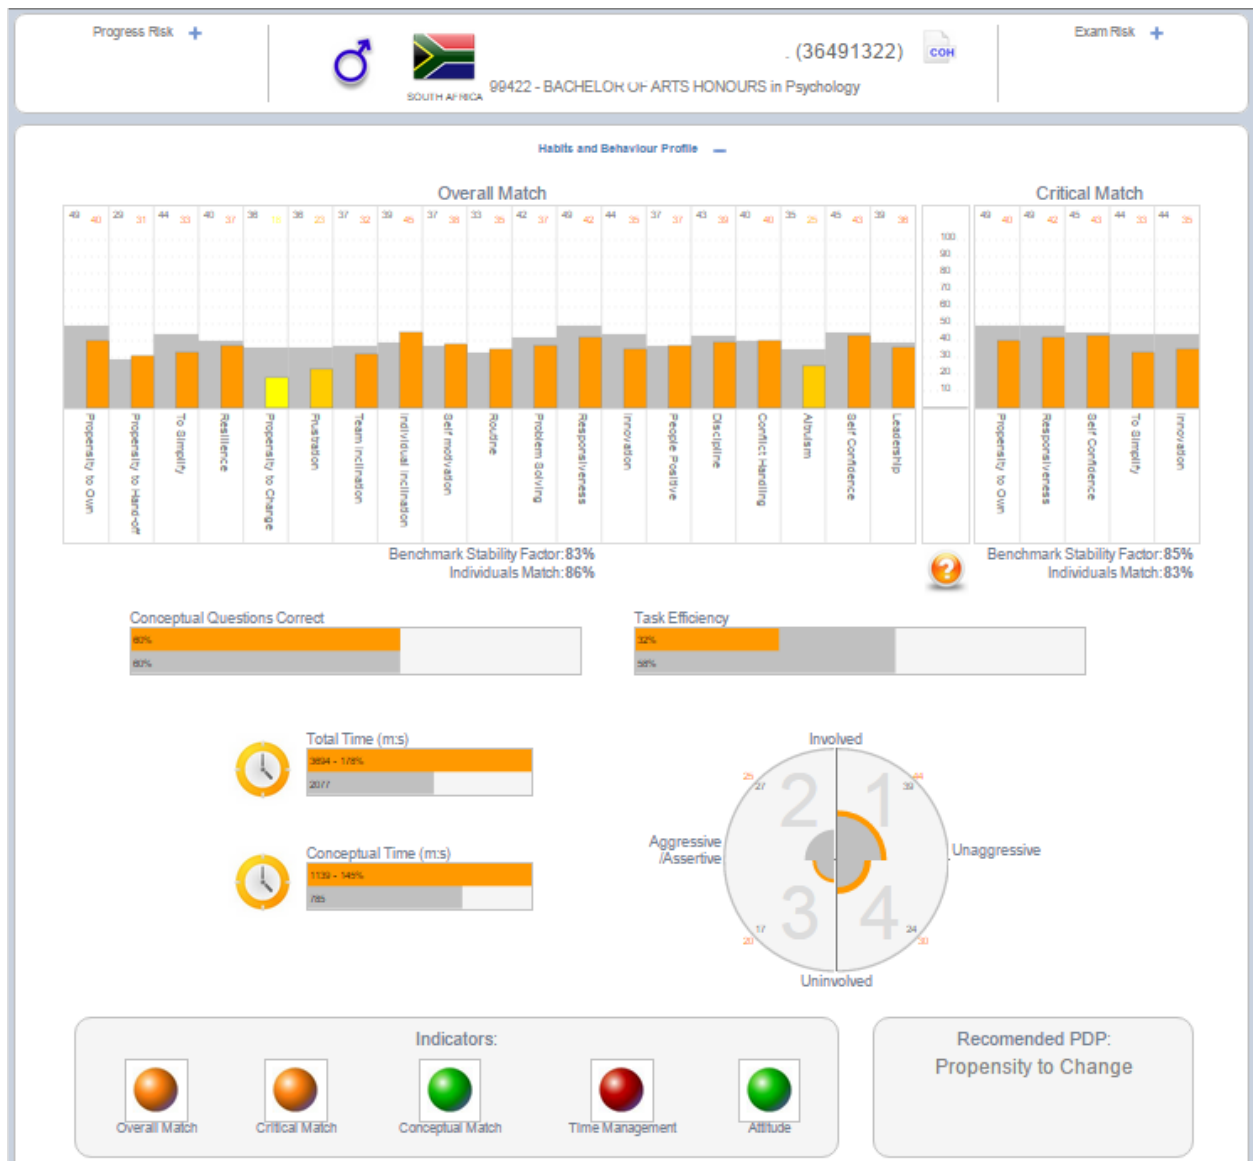 Progress Risk +
Exam Risk +
. (36491322)
COH
SOUTH AFRICA
99422 - BACHELOR OF ARTS HONOURS in Psychology
Habits and Behaviour Profile
Overall Match
Critical Match
49 40 29 31 44 33 40 37 36 36 23 37 32 39 45 37 38 33 35 42 37 49 42 44 35 37 37 43 39 40 40 35 25 45 43 39 36
49 40 49 42 45 43 44 33 44 35
100
90
80
70
60
50
40
30
20
10
Propensity to Own
Propensity to Hand-off
To Simplify
Resilience
Propensity to Change
Frustration
Team Inclination
Individual Inclination
Self motivation
Routine
Problem Solving
Responsiveness
Innovation
People Positive
Discipline
Conflict Handling
Altruism
Self Confidence
Leadership
Propensity to Own
Responsiveness
Self Confidence
To Simplify
Innovation
Benchmark Stability Factor:83%
Individuals Match:86%
?
Benchmark Stability Factor:85%
Individuals Match:83%
Conceptual Questions Correct
60%
60%
Task Efficiency
32%
58%
Total Time (m:s)
3694 - 178%
2077
Conceptual Time (m:s)
1139 - 145%
785
Involved
25
27
2
1
39
44
Aggressive
/Assertive
Unaggressive
3
4
17
20
24
30
Uninvolved
Indicators:
Overall Match
Critical Match
Conceptual Match
Time Management
Attitude
Recomended PDP:
Propensity to Change